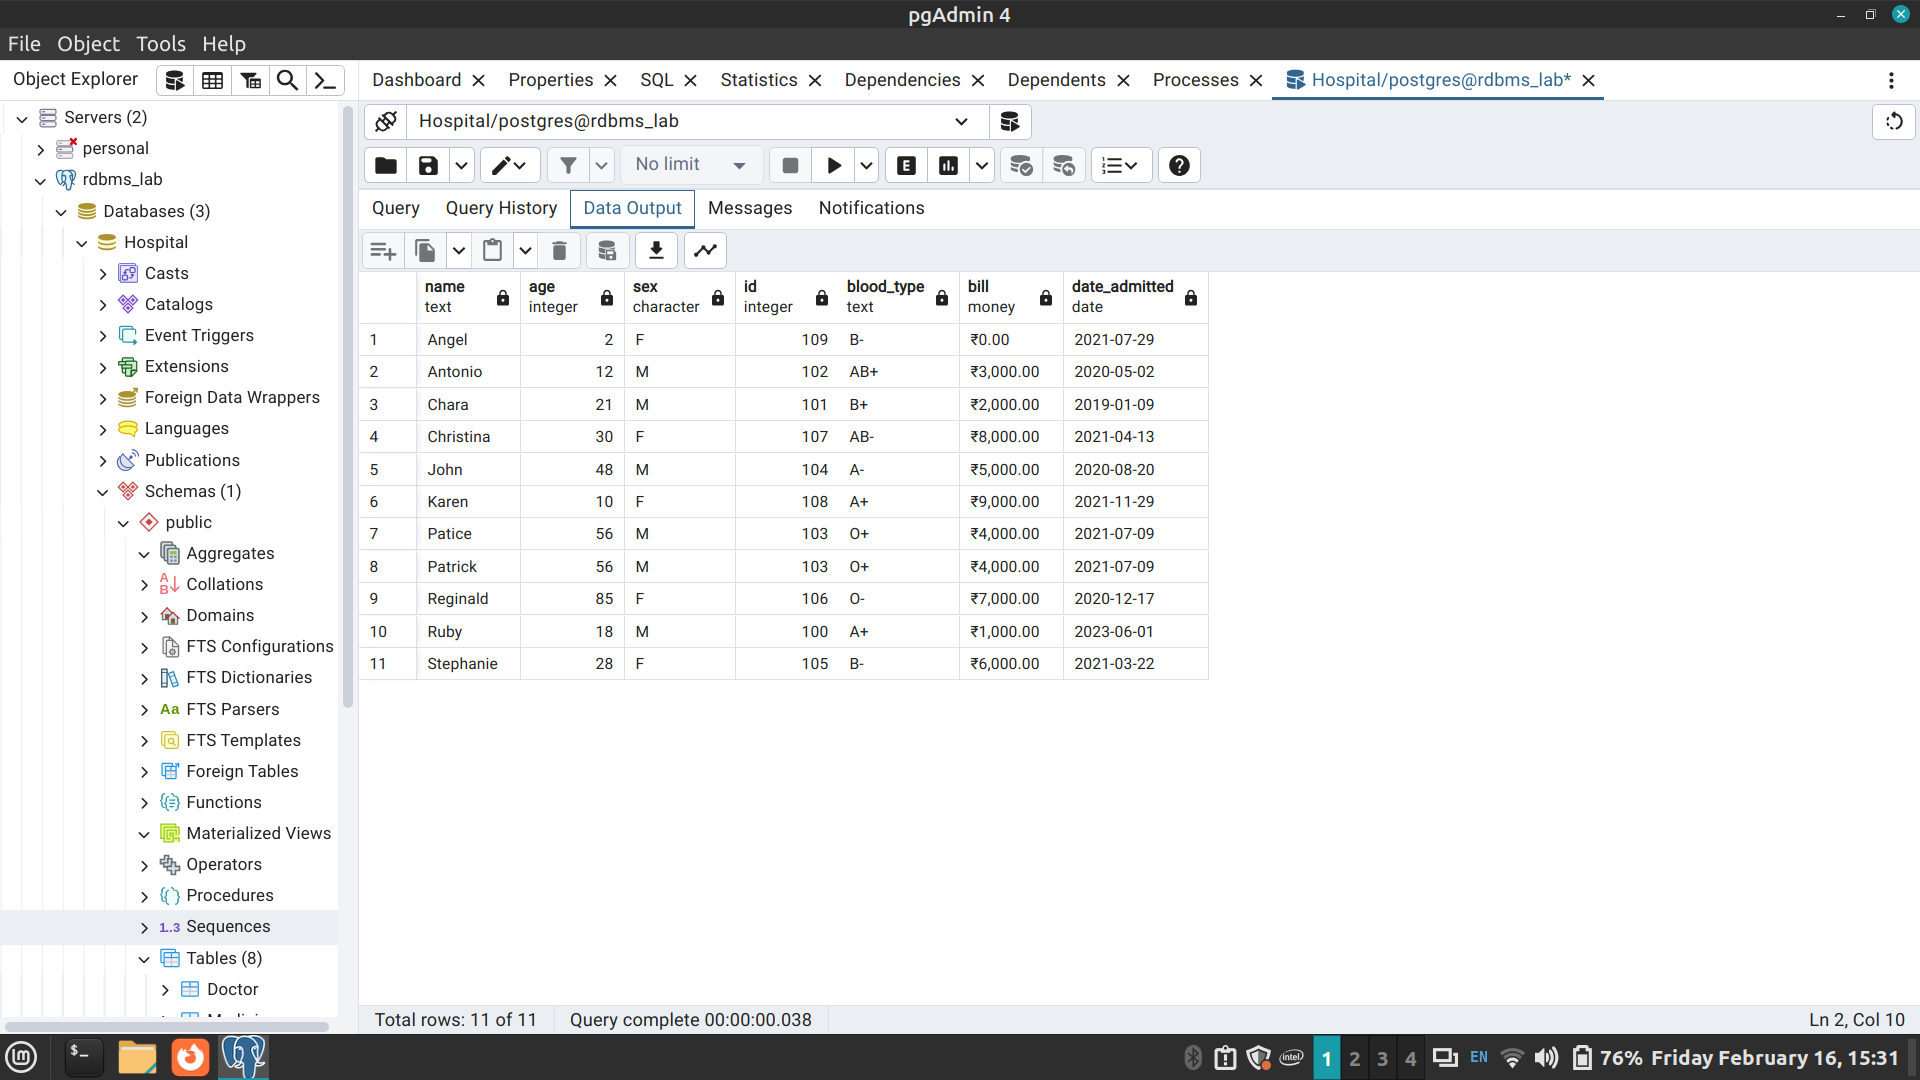 pgAdmin 4
File Object Tools Help
Object Explorer
Dashboard Properties SQL Statistics Dependencies Dependents Processes Hospital/postgres@rdbms_lab*
Servers (2)
personal
rdbms_lab
Databases (3)
Hospital
Casts
Catalogs
Event Triggers
Extensions
Foreign Data Wrappers
Languages
Publications
Schemas (1)
public
Aggregates
Collations
Domains
FTS Configurations
FTS Dictionaries
Aa FTS Parsers
FTS Templates
Foreign Tables
Functions
Materialized Views
Operators
Procedures
1..3 Sequences
Tables (8)
Doctor
Hospital/postgres@rdbms_lab
No limit
E
Query Query History Data Output Messages Notifications
name age sex id blood_type bill date_admitted
text integer character integer text money date
1 Angel 2 F 109 B- ₹0.00 2021-07-29
2 Antonio 12 M 102 AB+ ₹3,000.00 2020-05-02
3 Chara 21 M 101 B+ ₹2,000.00 2019-01-09
4 Christina 30 F 107 AB- ₹8,000.00 2021-04-13
5 John 48 M 104 A- ₹5,000.00 2020-08-20
6 Karen 10 F 108 A+ ₹9,000.00 2021-11-29
7 Patice 56 M 103 O+ ₹4,000.00 2021-07-09
8 Patrick 56 M 103 O+ ₹4,000.00 2021-07-09
9 Reginald 85 F 106 O- ₹7,000.00 2020-12-17
10 Ruby 18 M 100 A+ ₹1,000.00 2023-06-01
11 Stephanie 28 F 105 B- ₹6,000.00 2021-03-22
Total rows: 11 of 11 Query complete 00:00:00.038 Ln 2, Col 10
intel 1 2 3 4 EN 76% Friday February 16, 15:31